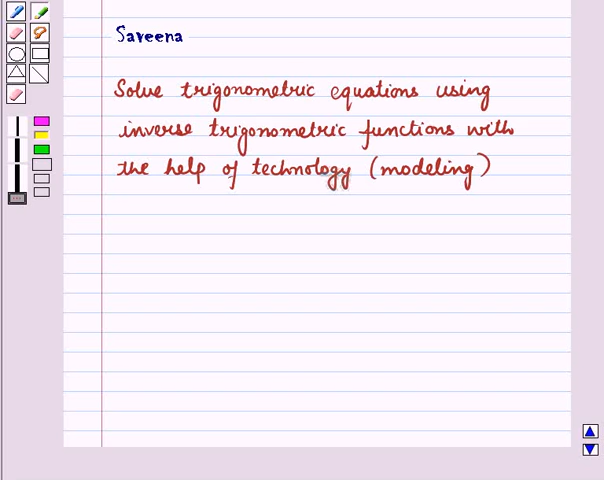 Saveena
Solve trigonometric equations using
inverse trigonometric functions with
the help of technology (modeling)